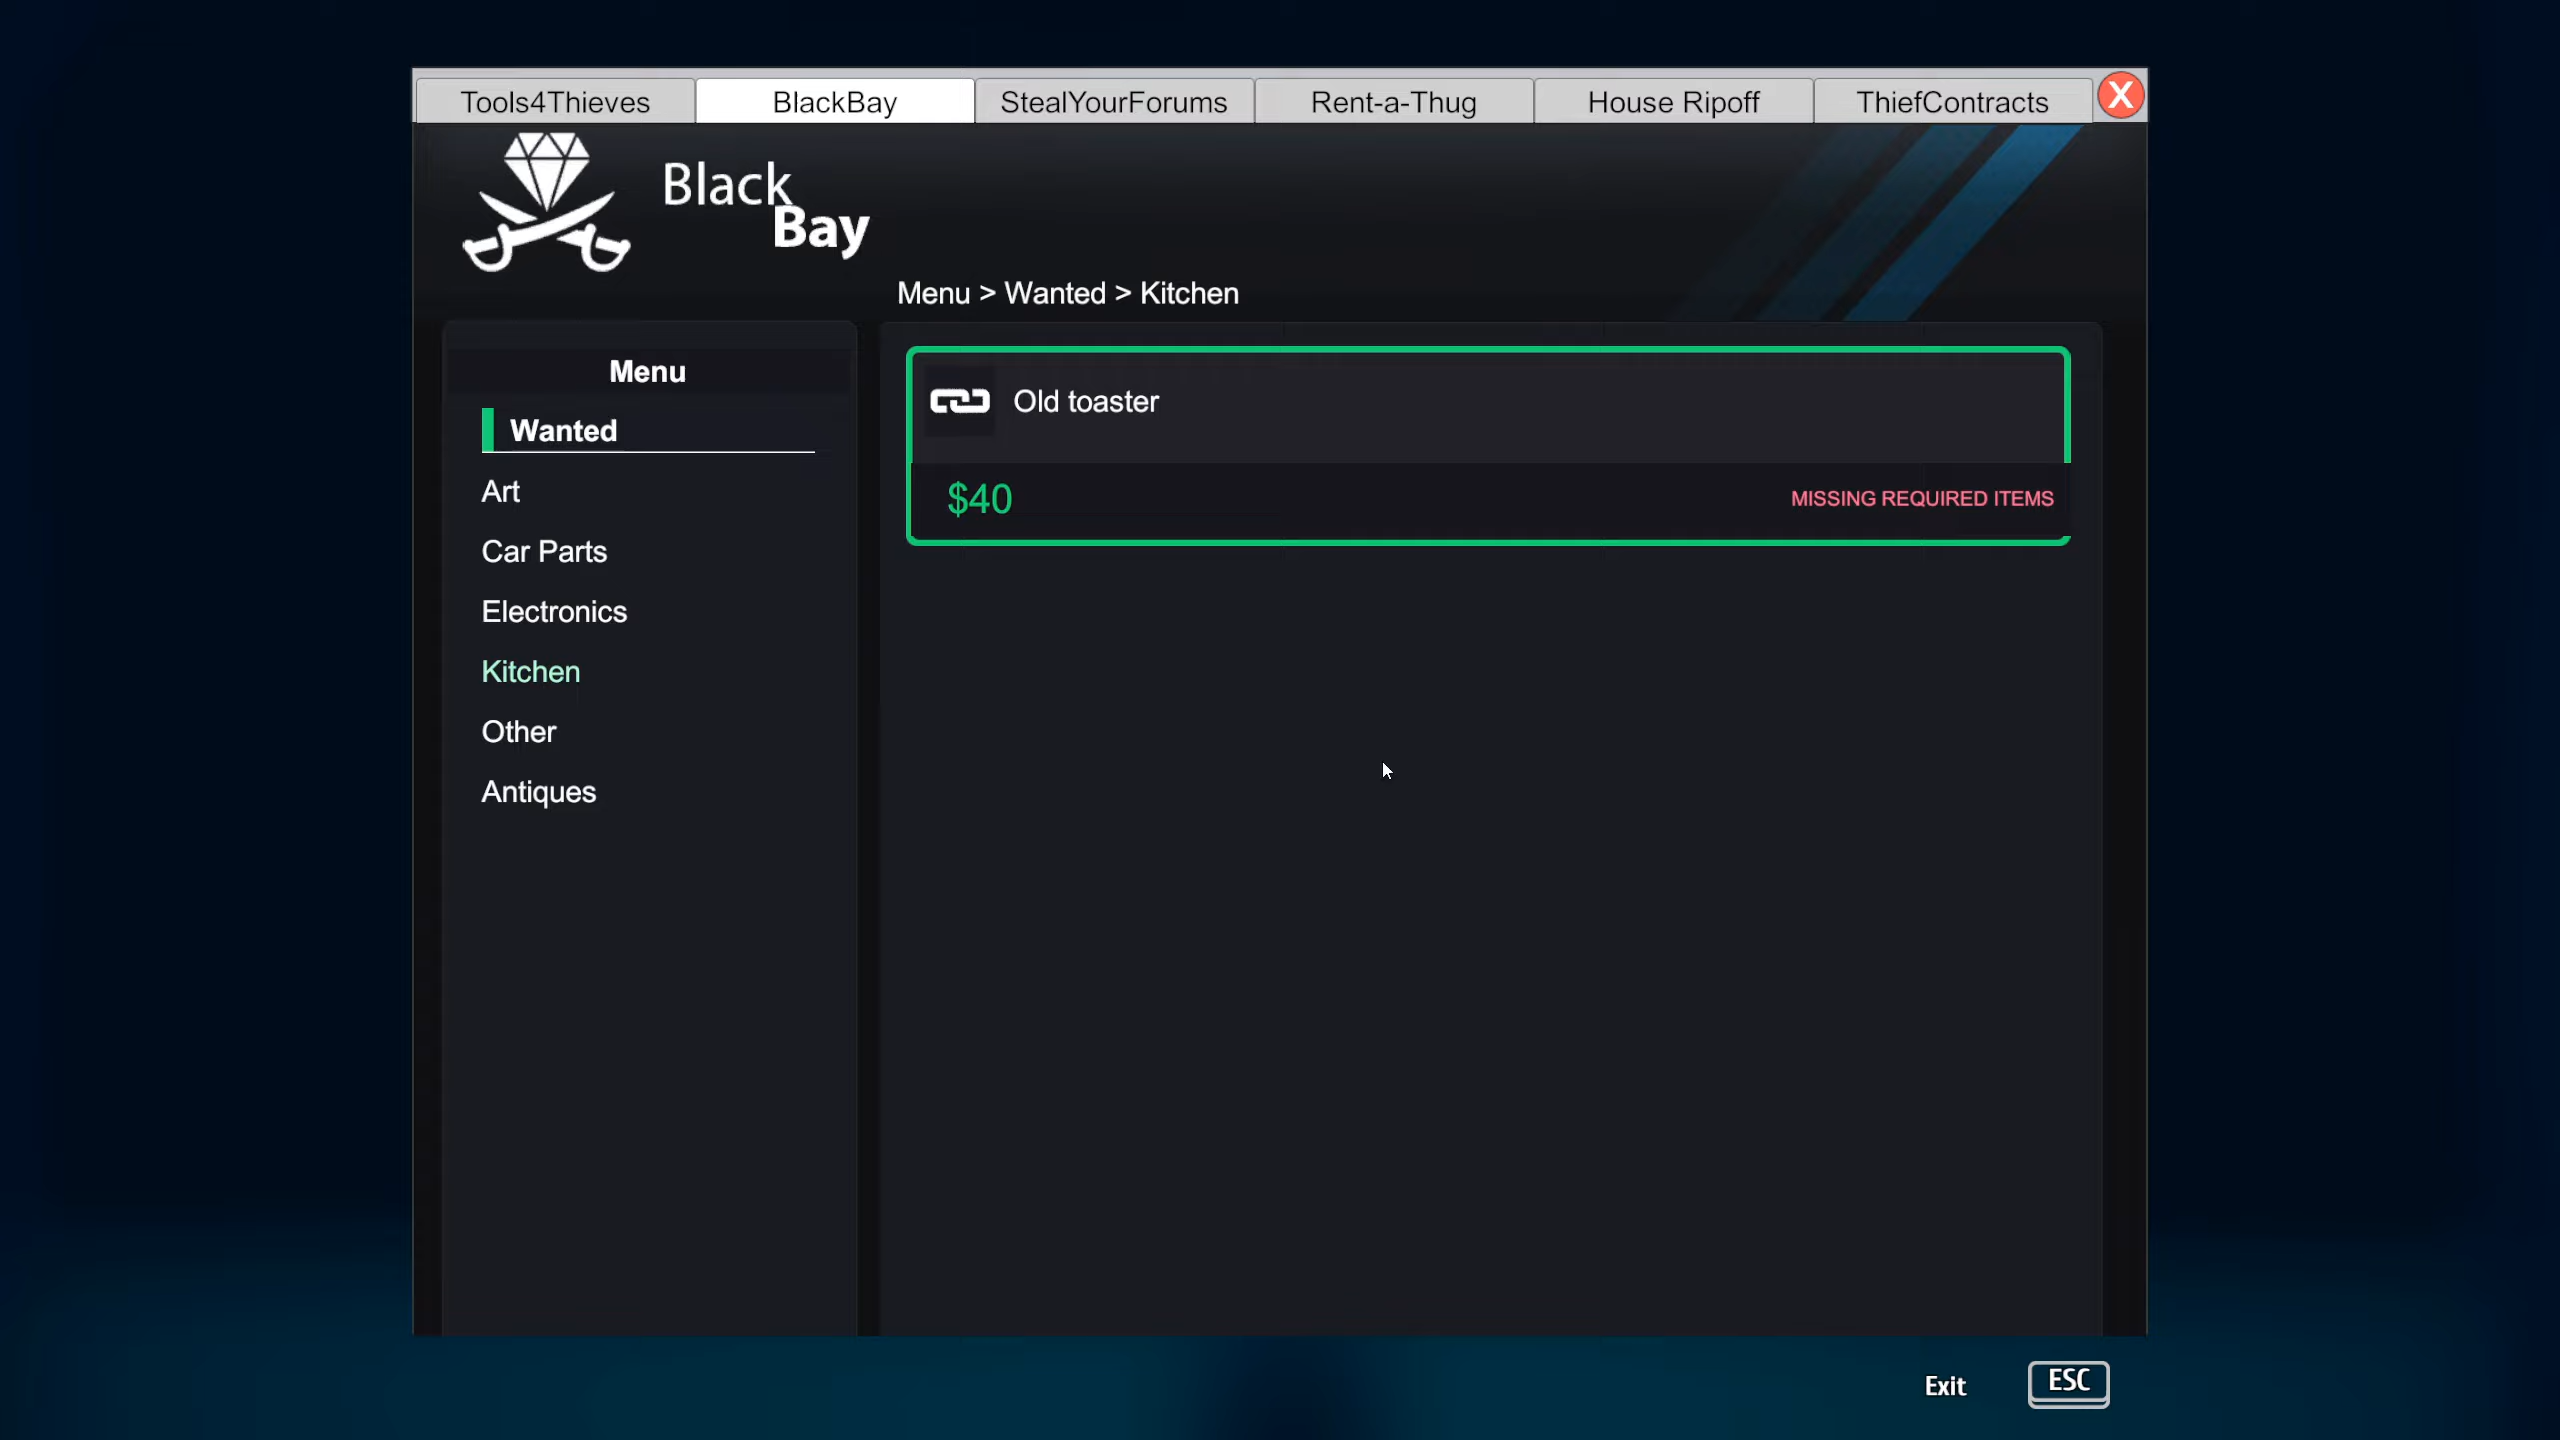 Tools4Thieves BlackBay StealYourForums Rent-a-Thug House Ripoff ThiefContracts X
Black
Bay
Menu > Wanted > Kitchen
Menu
Wanted
Art
Car Parts
Electronics
Kitchen
Other
Antiques
Old toaster
$40 MISSING REQUIRED ITEMS
Exit ESC